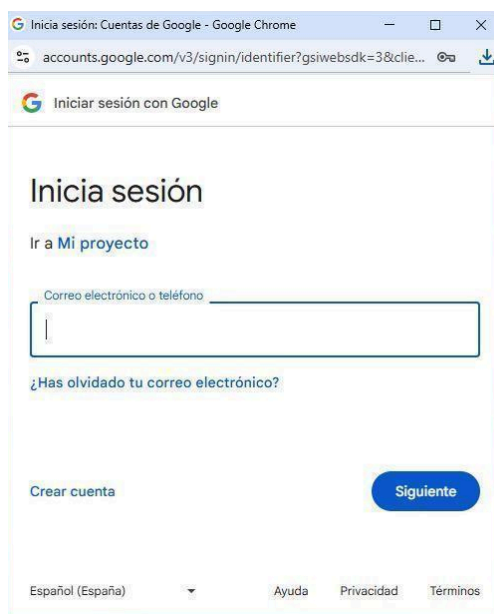 Inicia sesión: Cuentas de Google - Google Chrome
accounts.google.com/v3/signin/identifier?gsiwebsdk=3&clie...
Iniciar sesión con Google
Inicia sesión
Ir a Mi proyecto
Correo electrónico o teléfono
¿Has olvidado tu correo electrónico?
Crear cuenta Siguiente
Español (España) Ayuda Privacidad Términos